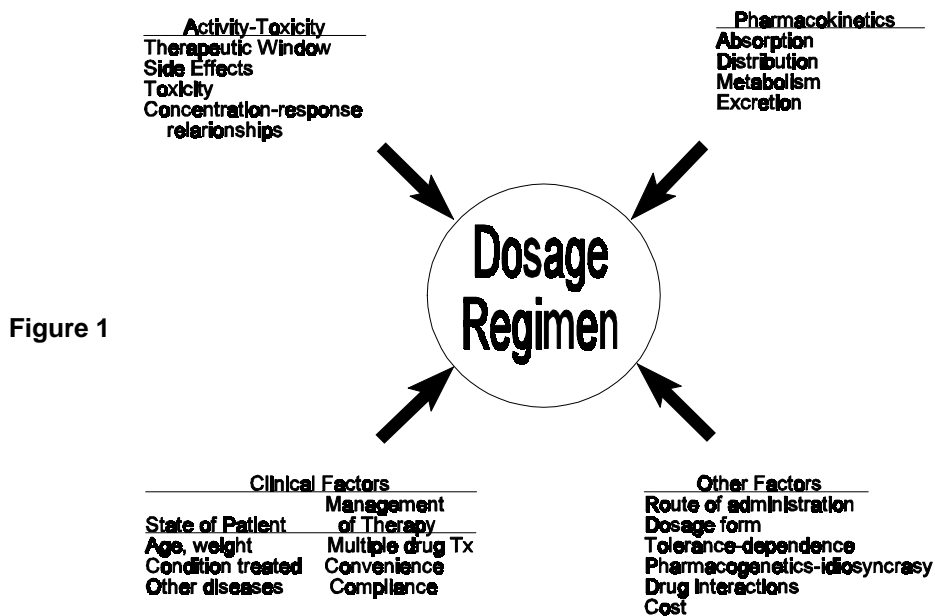 Activity-Toxicity
Therapeutic Window
Side Effects
Toxicity
Concentration-response
relarionships
Pharmacokinetics
Absorption
Distribution
Metabolism
Excretion
Dosage
Regimen
Figure 1
Clinical Factors
State of Patient
Age, weight
Condition treated
Other diseases
Management
of Therapy
Multiple drug Tx
Convenience
Compliance
Other Factors
Route of administration
Dosage form
Tolerance-dependence
Pharmacogenetics-idiosyncrasy
Drug interactions
Cost